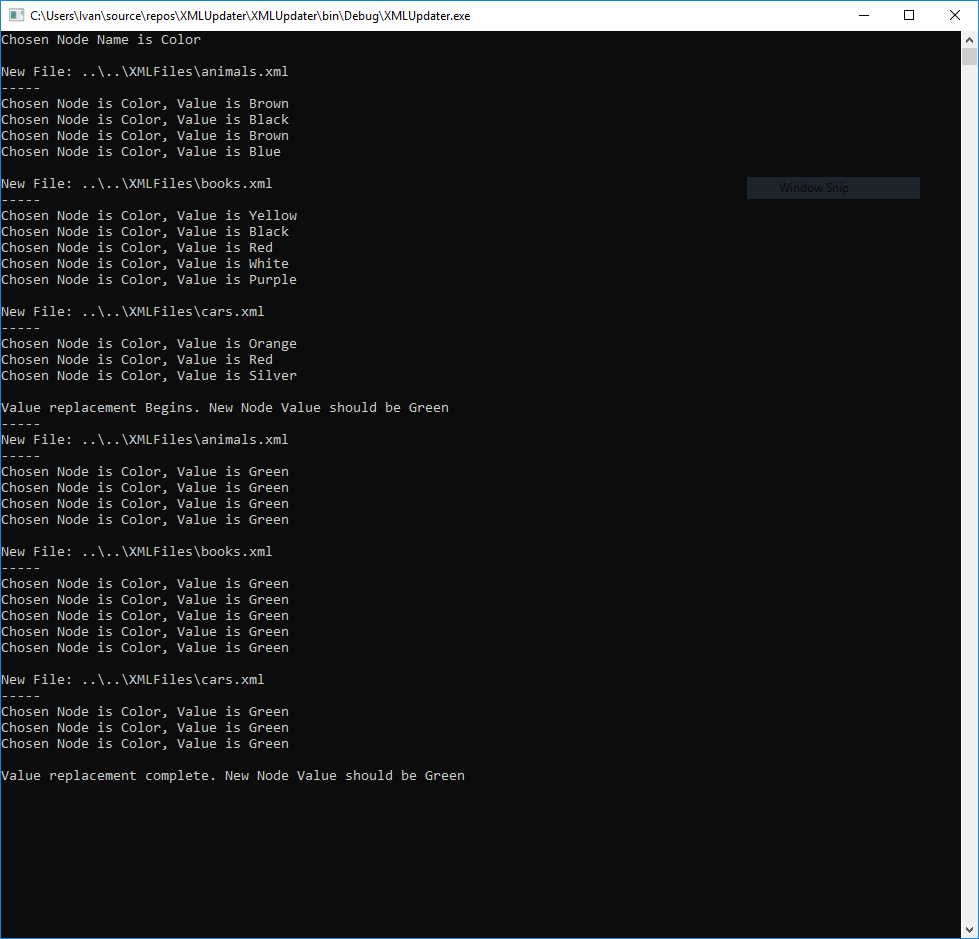 C:\Users\Ivan\source\repos\XMLUpdater\XMLUpdater\bin\Debug\XMLUpdater.exe
Chosen Node Name is Color
New File: ..\..\XMLFiles\animals.xml
-----
Chosen Node is Color, Value is Brown
Chosen Node is Color, Value is Black
Chosen Node is Color, Value is Brown
Chosen Node is Color, Value is Blue
New File: ..\..\XMLFiles\books.xml
Window Snip
-----
Chosen Node is Color, Value is Yellow
Chosen Node is Color, Value is Black
Chosen Node is Color, Value is Red
Chosen Node is Color, Value is White
Chosen Node is Color, Value is Purple
New File: ..\..\XMLFiles\cars.xml
-----
Chosen Node is Color, Value is Orange
Chosen Node is Color, Value is Red
Chosen Node is Color, Value is Silver
Value replacement Begins. New Node Value should be Green
-----
New File: ..\..\XMLFiles\animals.xml
-----
Chosen Node is Color, Value is Green
Chosen Node is Color, Value is Green
Chosen Node is Color, Value is Green
Chosen Node is Color, Value is Green
New File: ..\..\XMLFiles\books.xml
-----
Chosen Node is Color, Value is Green
Chosen Node is Color, Value is Green
Chosen Node is Color, Value is Green
Chosen Node is Color, Value is Green
Chosen Node is Color, Value is Green
New File: ..\..\XMLFiles\cars.xml
-----
Chosen Node is Color, Value is Green
Chosen Node is Color, Value is Green
Chosen Node is Color, Value is Green
Value replacement complete. New Node Value should be Green